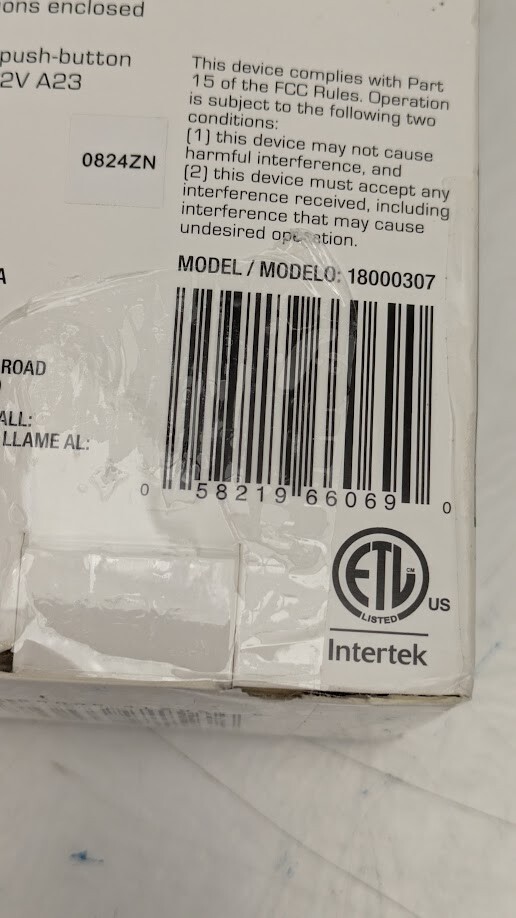 ons enclosed
push-button
2V A23
0824ZN
This device complies with Part
15 of the FCC Rules. Operation
is subject to the following two
conditions:
(1) this device may not cause
harmful interference, and
(2) this device must accept any
interference received, including
interference that may cause
undesired operation.
A
MODEL / MODELO: 18000307
ROAD
ALL:
LLAME AL:
0 58219 66069 0
ETL
CM
LISTED
US
Intertek